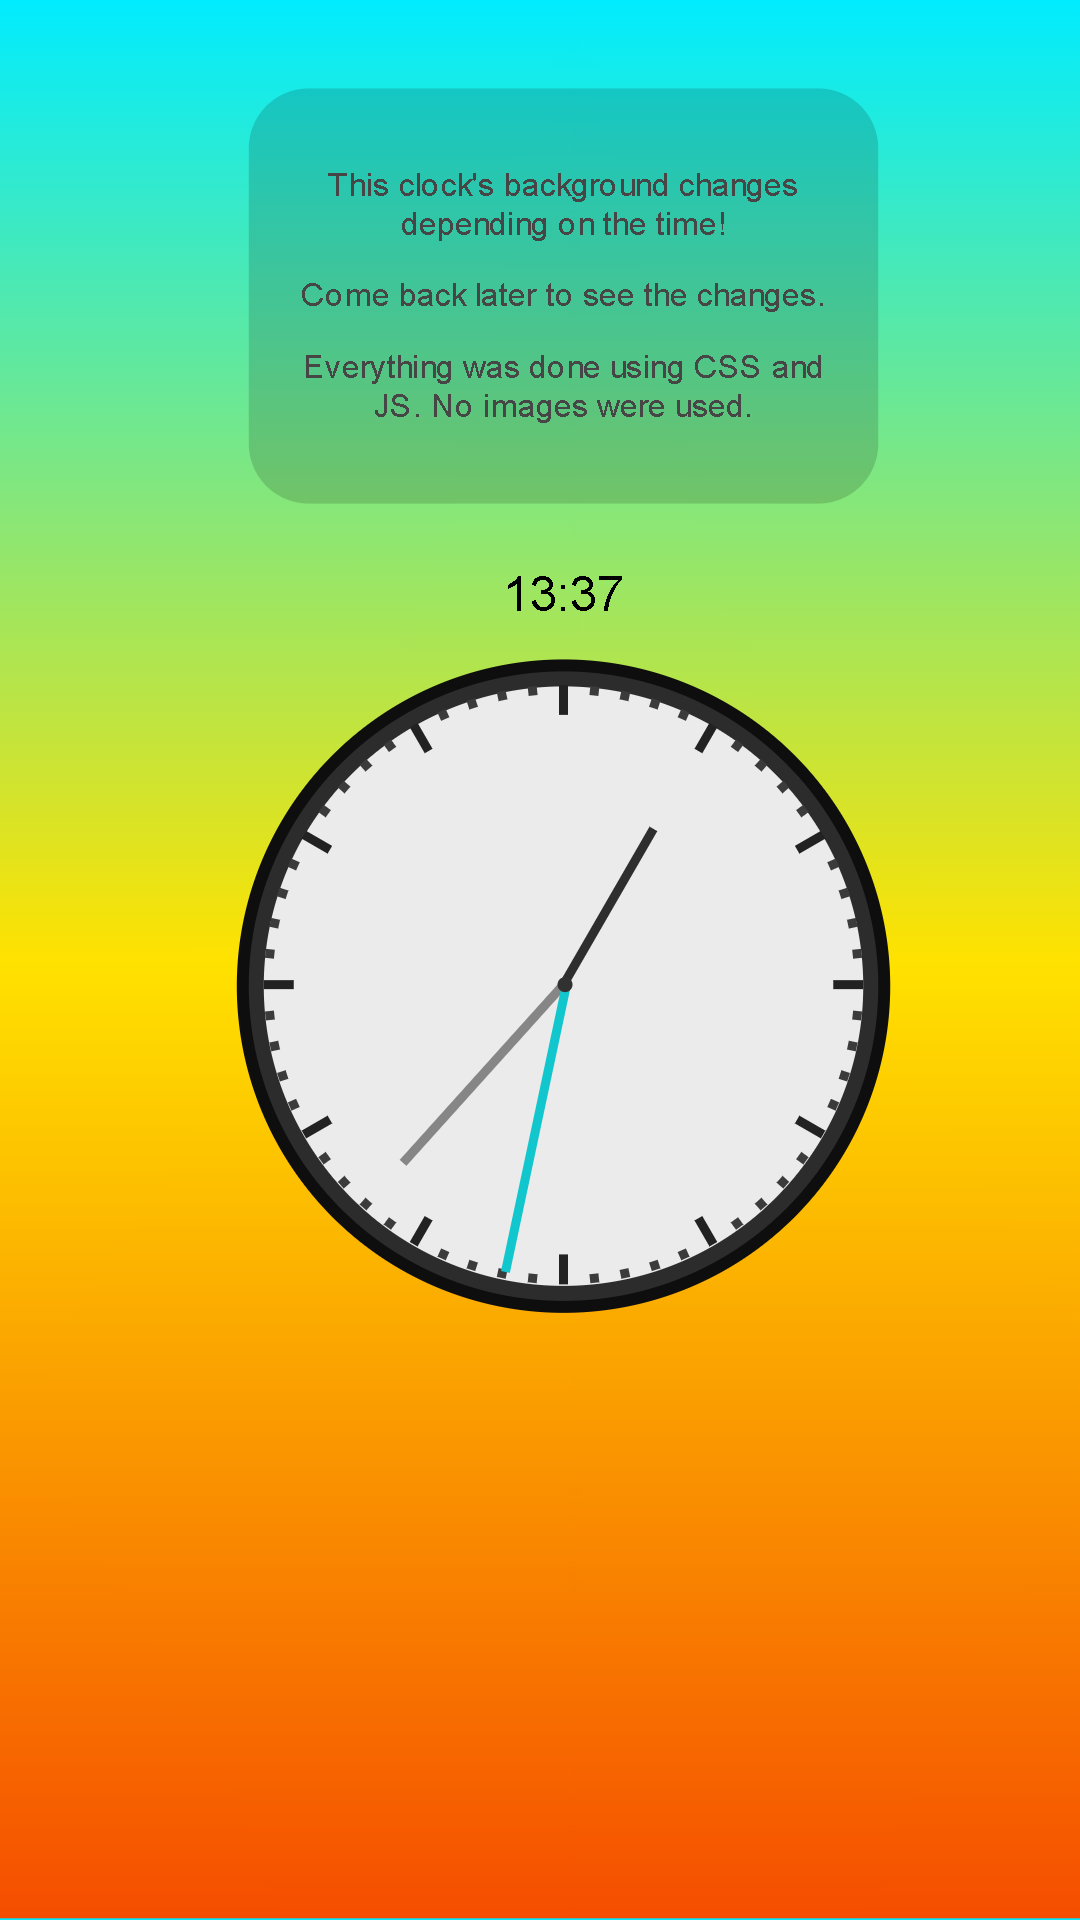 This clock's background changes
depending on the time!
Come back later to see the changes.
Everything was done using CSS and
JS. No images were used.
13:37